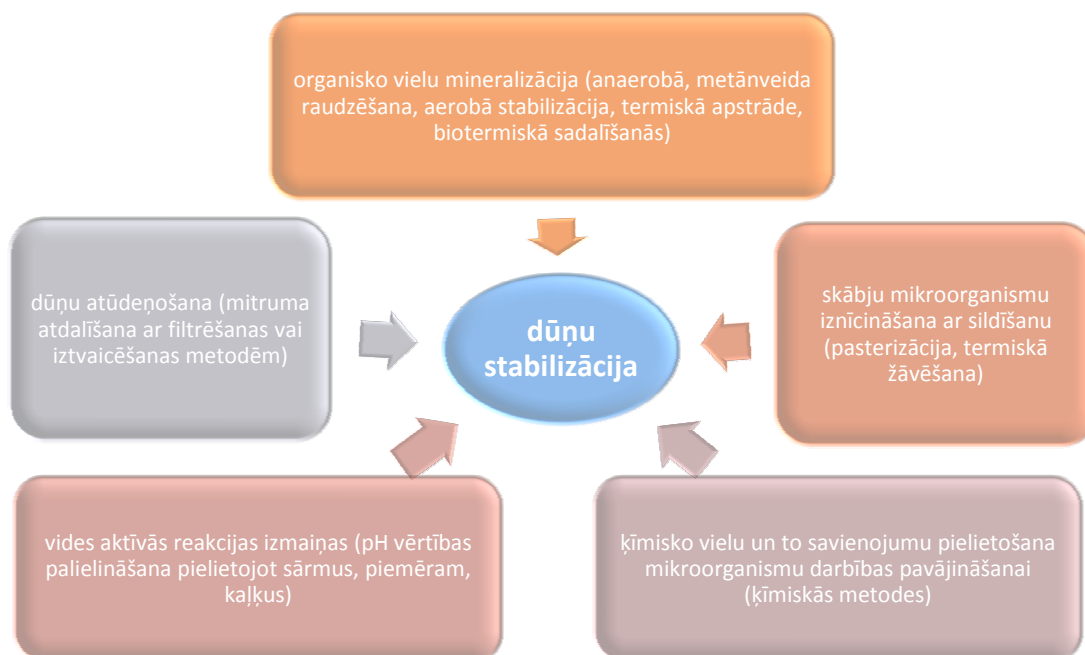 organisko vielu mineralizācija (anaerobā, metānveida
raudzēšana, aerobā stabilizācija, termiskā apstrāde,
biotermiskā sadalīšanās)
dūņu atūdeņošana (mitruma
atdalīšana ar filtrēšanas vai
iztvaicēšanas metodēm)
dūņu
stabilizācija
skābju mikroorganismu
iznīcināšana ar sildīšanu
(pasterizācija, termiskā
žāvēšana)
vides aktīvās reakcijas izmaiņas (pH vērtības
palielināšana pielietojot sārmus, piemēram,
kaļķus)
ķīmisko vielu un to savienojumu pielietošana
mikroorganismu darbības pavājināšanai
(ķīmiskās metodes)